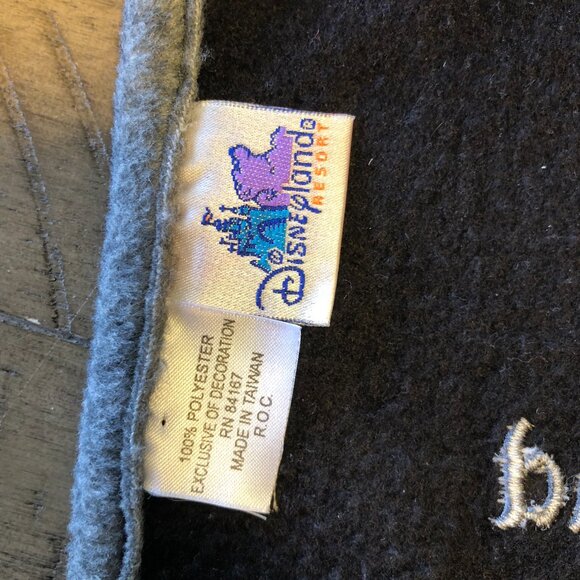 Disneyland®
RESORT
100% POLYESTER
EXCLUSIVE OF DECORATION
RN 84167
MADE IN TAIWAN
R.O.C.